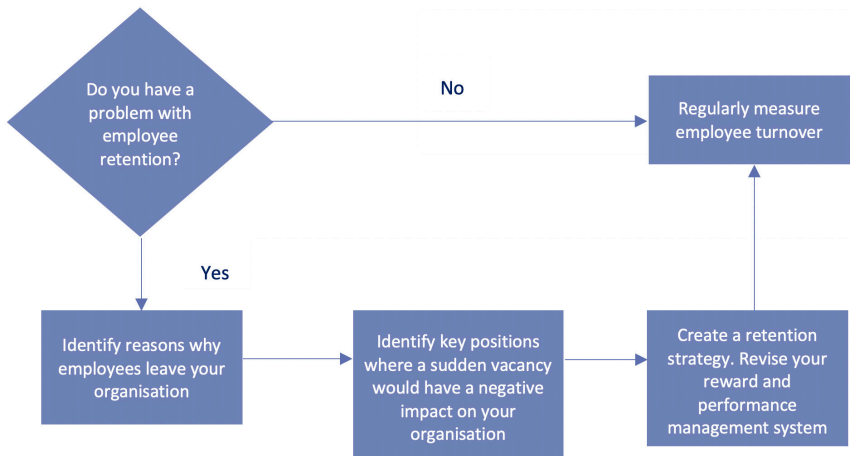 Do you have a
problem with
employee
retention?
No
Regularly measure
employee turnover
Yes
Identify reasons why
employees leave your
organisation
Identify key positions
where a sudden vacancy
would have a negative
impact on your
organisation
Create a retention
strategy. Revise your
reward and
performance
management system